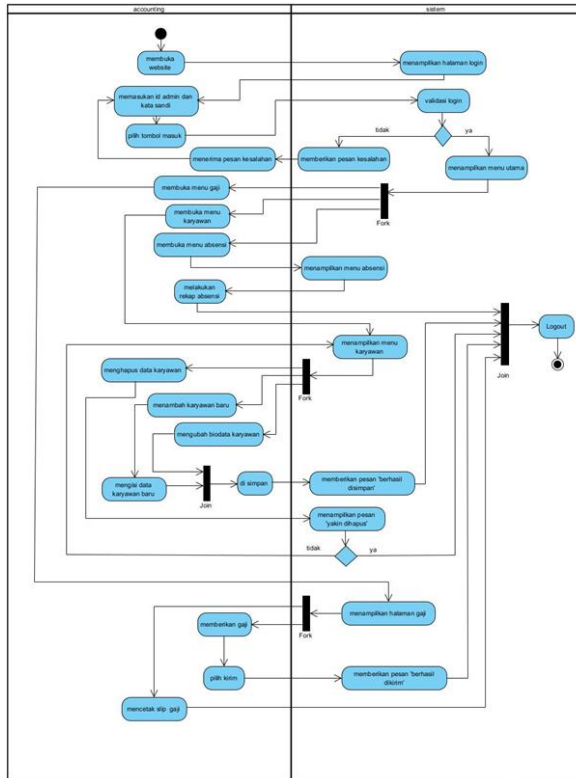 accounting
sistem
membuka
website
menampilkan halaman login
memasukan id admin dan
kata sandi
validasi login
pilih tombol masuk
tidak
ya
menerima pesan kesalahan
memberikan pesan kesalahan
menampilkan menu utama
membuka menu gaji
membuka menu
karyawan
Fork
membuka menu absensi
menampilkan menu absensi
melakukan
rekap absensi
Logout
menampilkan menu
karyawan
menghapus data karyawan
Join
Fork
menambah karyawan baru
mengubah biodata karyawan
mengisi data
karyawan baru
Join
di simpan
memberikan pesan 'berhasil
disimpan'
menampilkan pesan
'yakin dihapus'
tidak
ya
menampilkan halaman gaji
memberikan gaji
Fork
pilih kirim
memberikan pesan 'berhasil
dikirim'
mencetak slip gaji